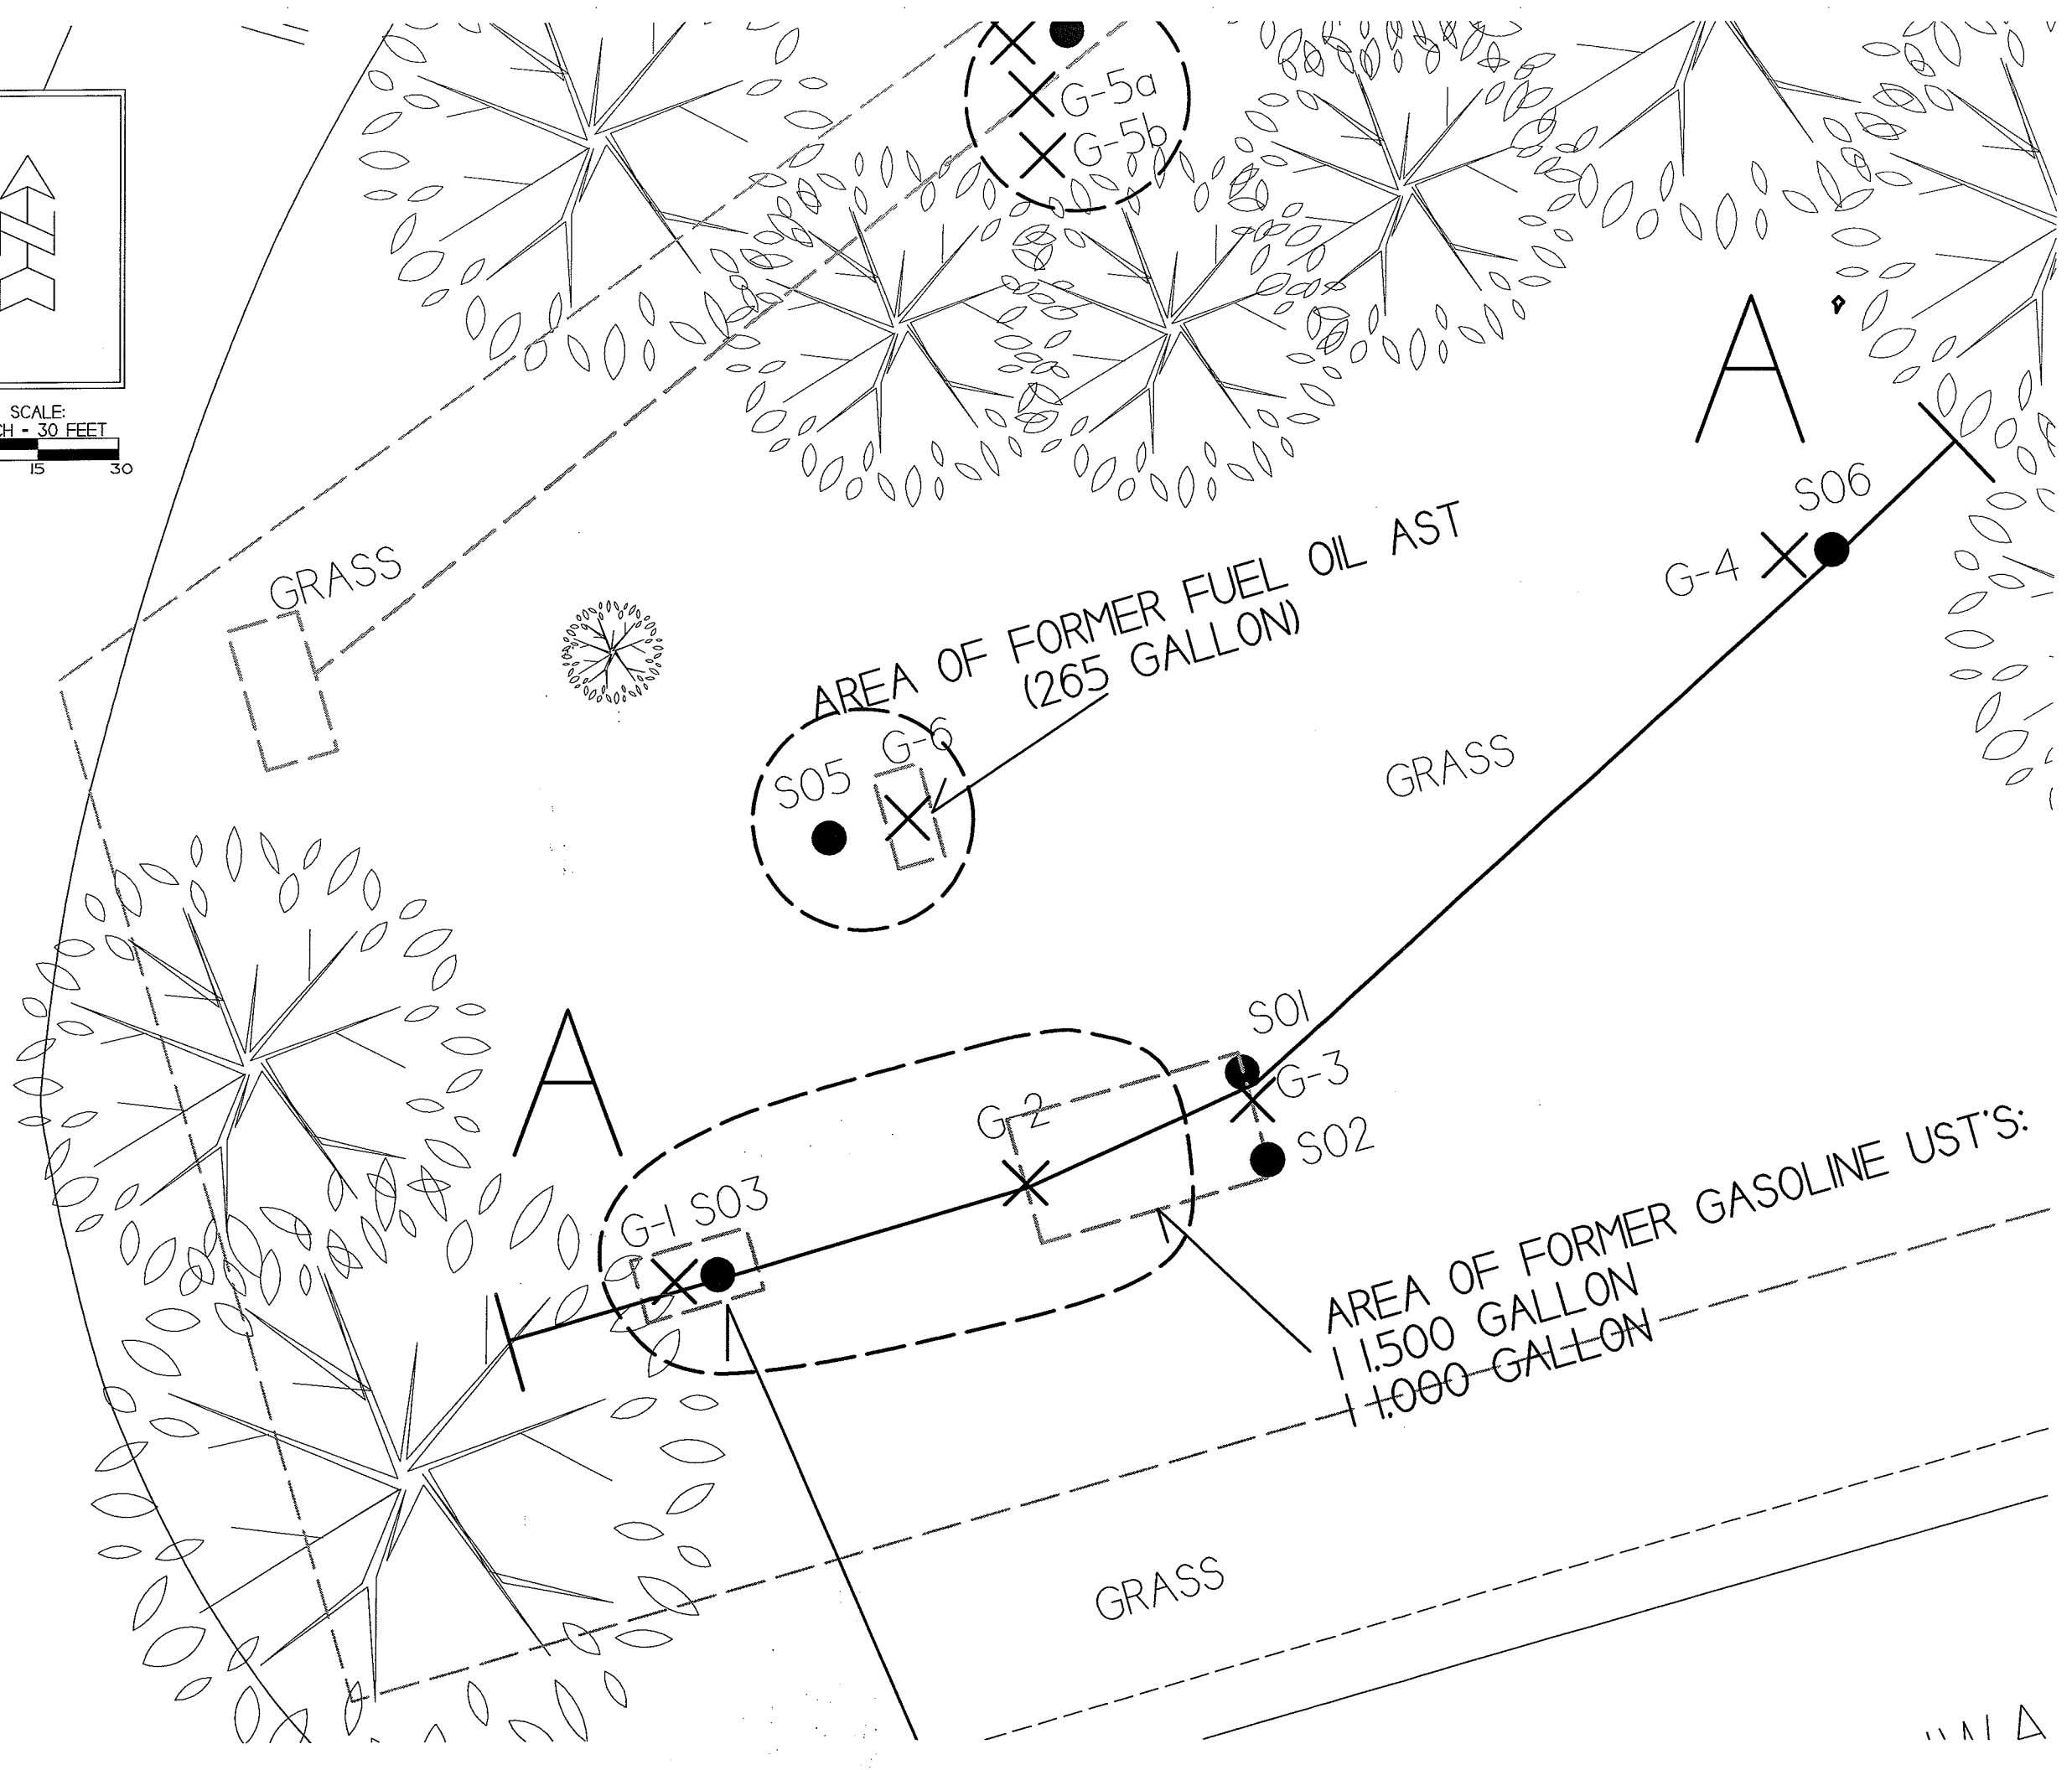 G-5a
G-5b
SCALE:
CH - 30 FEET
15 30
A'
S06
G-4
GRASS
AREA OF FORMER FUEL OIL AST
(265 GALLON)
G-6
S05
GRASS
A
S01
G-3
G-2
S02
G-1 S03
AREA OF FORMER GASOLINE UST'S:
1 1,500 GALLON
1 1,000 GALLON
GRASS